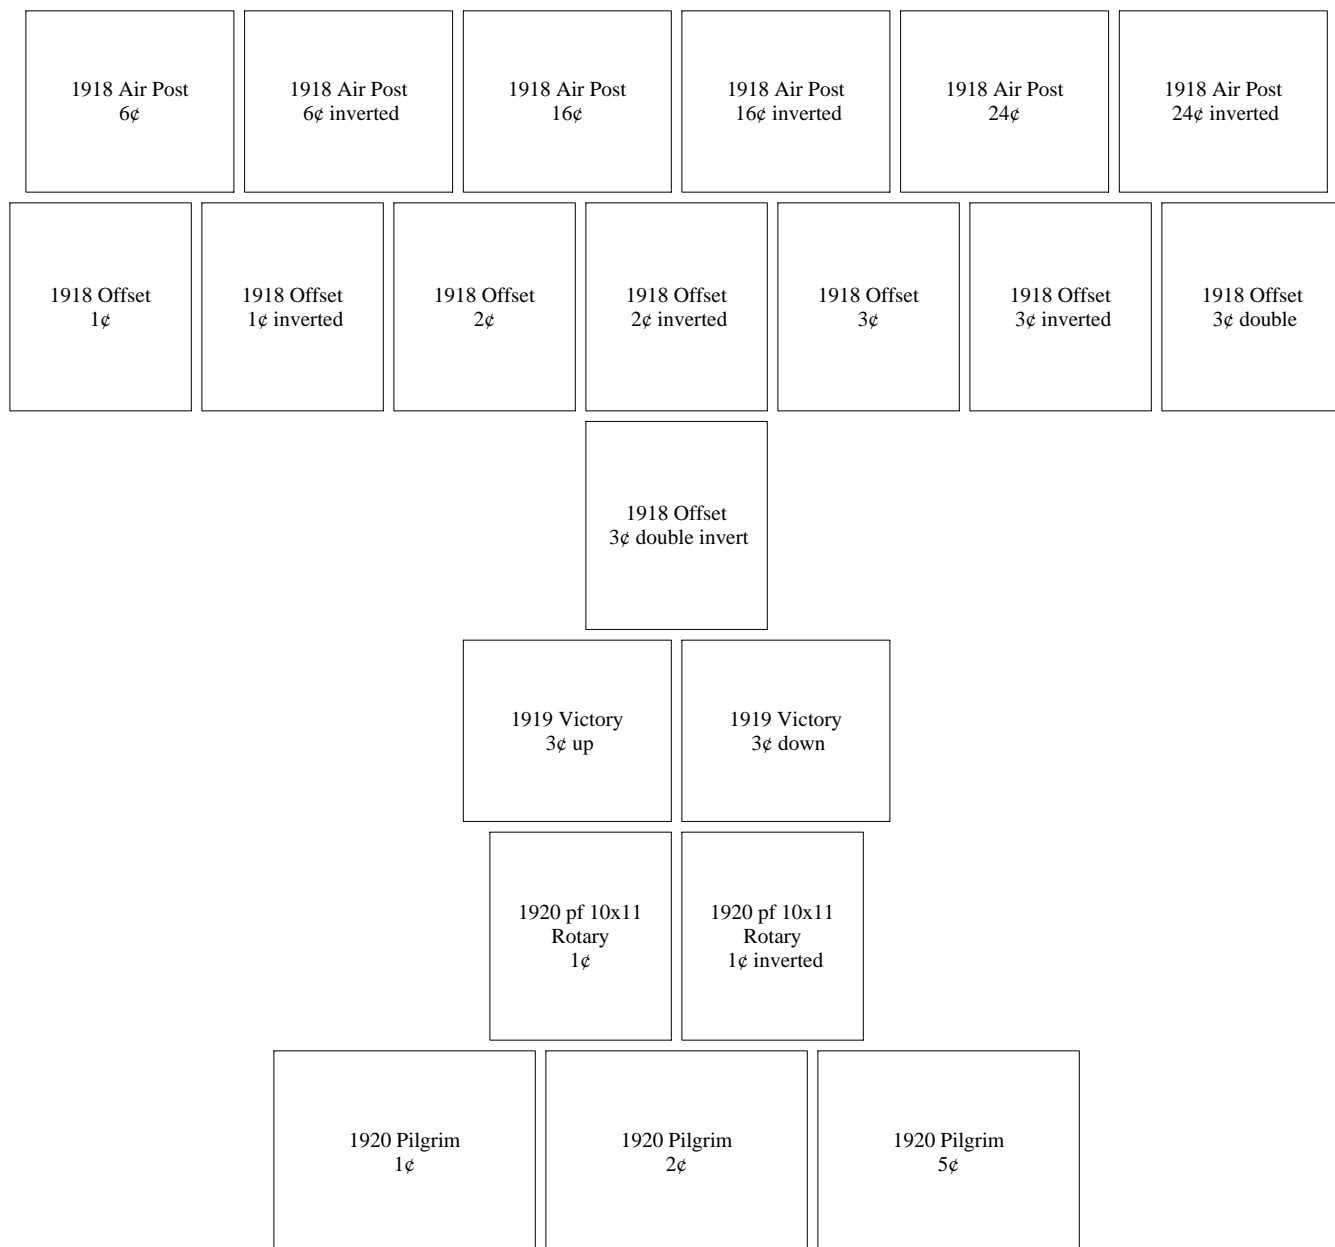 1918 Air Post
6¢
1918 Air Post
6¢ inverted
1918 Air Post
16¢
1918 Air Post
16¢ inverted
1918 Air Post
24¢
1918 Air Post
24¢ inverted
1918 Offset
1¢
1918 Offset
1¢ inverted
1918 Offset
2¢
1918 Offset
2¢ inverted
1918 Offset
3¢
1918 Offset
3¢ inverted
1918 Offset
3¢ double
1918 Offset
3¢ double invert
1919 Victory
3¢ up
1919 Victory
3¢ down
1920 pf 10x11
Rotary
1¢
1920 pf 10x11
Rotary
1¢ inverted
1920 Pilgrim
1¢
1920 Pilgrim
2¢
1920 Pilgrim
5¢